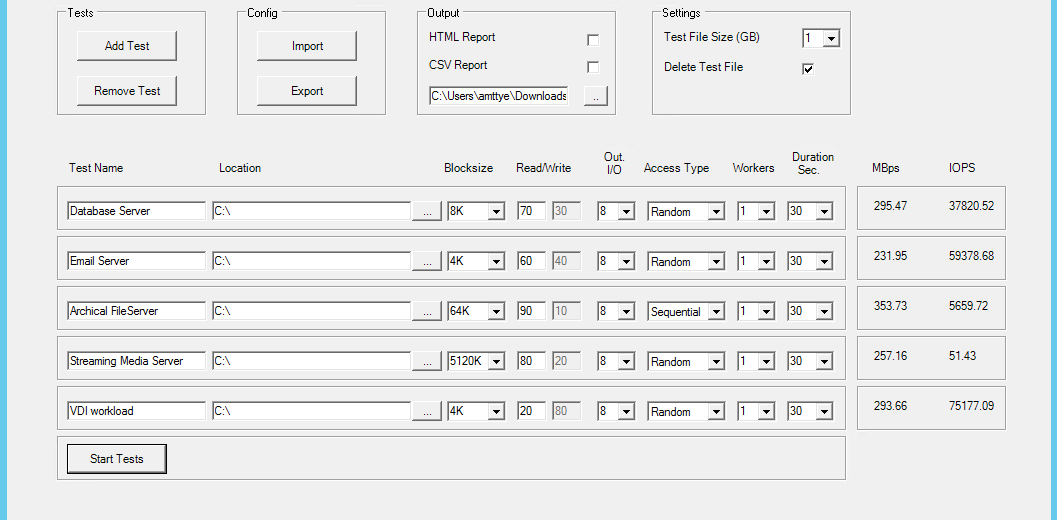 Tests Config Output Settings
Add Test Import HTML Report Test File Size (GB) 1
CSV Report Delete Test File
Remove Test Export C:\Users\amttye\Downloads ..
Test Name Location Blocksize Read/Write Out. I/O Access Type Workers Duration Sec. MBps IOPS
Database Server C:\ ... 8K 70 30 8 Random 1 30 295.47 37820.52
Email Server C:\ ... 4K 60 40 8 Random 1 30 231.95 59378.68
Archical FileServer C:\ ... 64K 90 10 8 Sequential 1 30 353.73 5659.72
Streaming Media Server C:\ ... 5120K 80 20 8 Random 1 30 257.16 51.43
VDI workload C:\ ... 4K 20 80 8 Random 1 30 293.66 75177.09
Start Tests